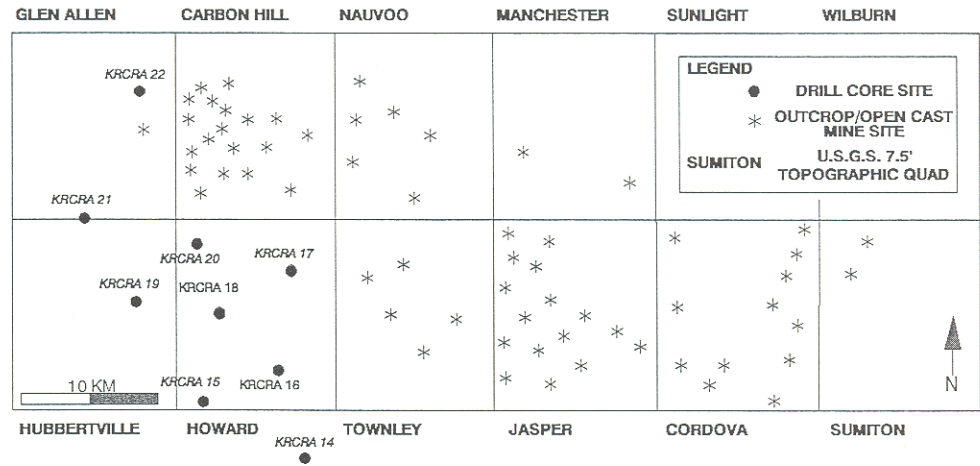 GLEN ALLEN CARBON HILL NAUVOO MANCHESTER SUNLIGHT WILBURN
LEGEND
DRILL CORE SITE
OUTCROP/OPEN CAST
MINE SITE
SUMITON U.S.G.S. 7.5'
TOPOGRAPHIC QUAD
KRCRA 22
KRCRA 21
KRCRA 20
KRCRA 17
KRCRA 19
KRCRA 18
KRCRA 15
KRCRA 16
10 KM
N
HUBBERTVILLE HOWARD TOWNLEY JASPER CORDOVA SUMITON
KRCRA 14